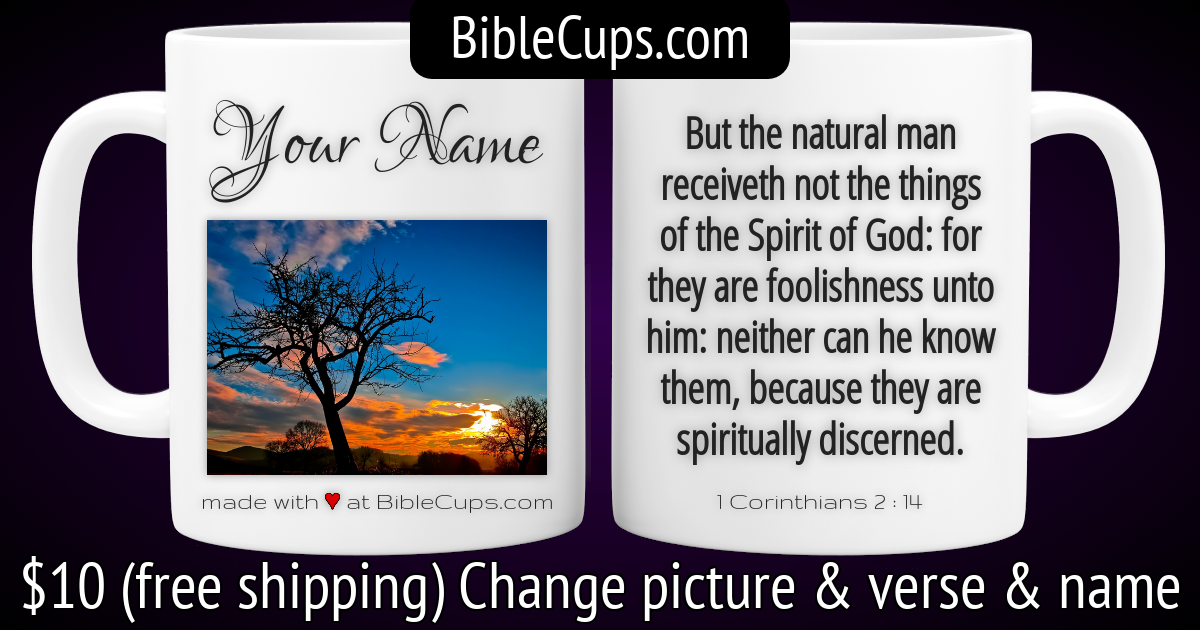 BibleCups.com
Your Name
made with ♥ at BibleCups.com
But the natural man
receiveth not the things
of the Spirit of God: for
they are foolishness unto
him: neither can he know
them, because they are
spiritually discerned.
1 Corinthians 2 : 14
$10 (free shipping) Change picture & verse & name